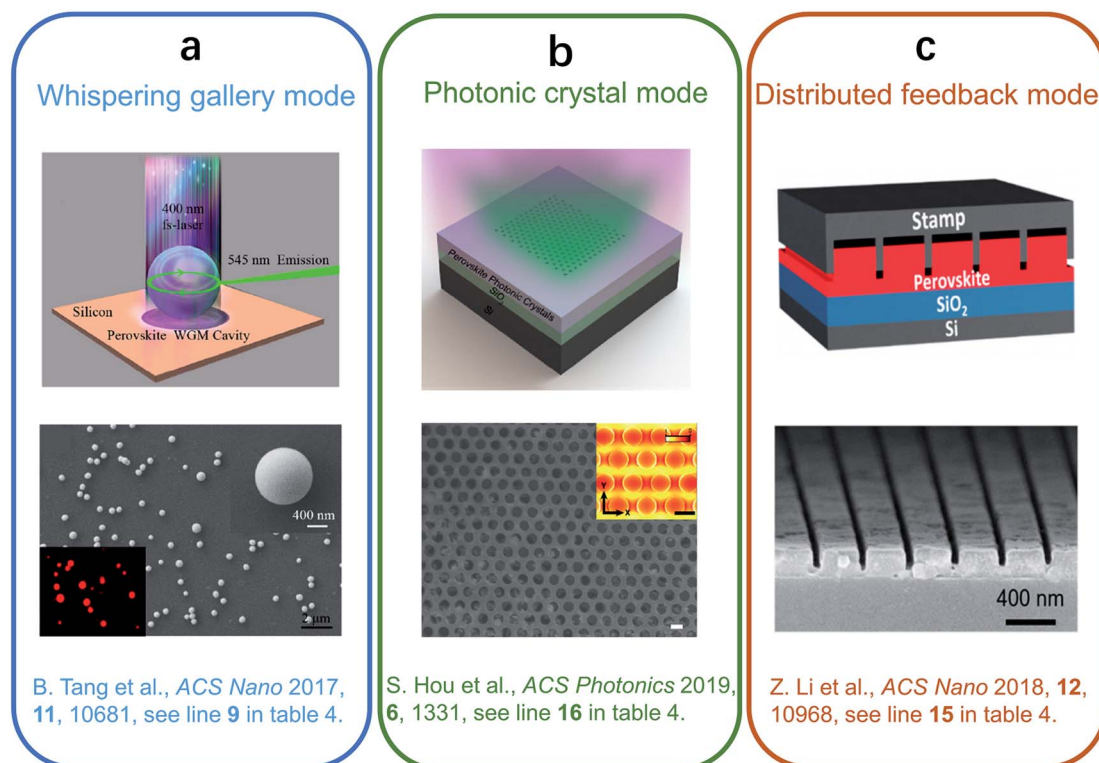 a
Whispering gallery mode
400 nm
fs-laser
545 nm Emission
Silicon
Perovskite WGM Cavity
400 nm
2 μm
B. Tang et al., ACS Nano 2017,
11, 10681, see line 9 in table 4.
b
Photonic crystal mode
Perovskite Photonic Crystals
SiO2
Si
Y
X
S. Hou et al., ACS Photonics 2019,
6, 1331, see line 16 in table 4.
c
Distributed feedback mode
Stamp
Perovskite
SiO2
Si
400 nm
Z. Li et al., ACS Nano 2018, 12,
10968, see line 15 in table 4.